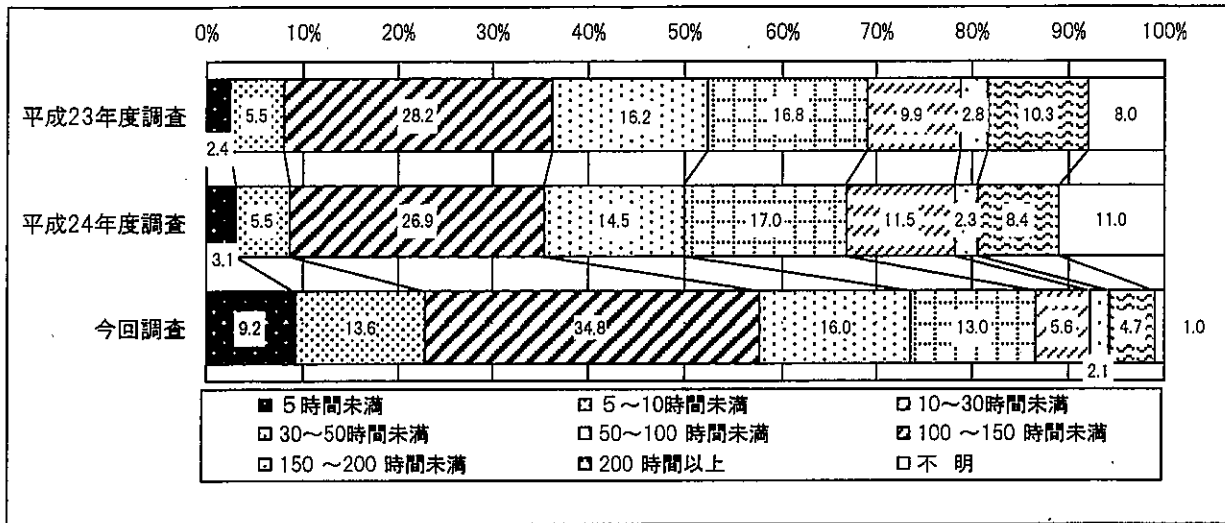 0% 10% 20% 30% 40% 50% 60% 70% 80% 90% 100%
平成23年度調査 5.5 28.2 16.2 16.8 9.9 2.8 10.3 8.0
2.4
平成24年度調査 5.5 26.9 14.5 17.0 11.5 2.3 8.4 11.0
3.1
今回調査 9.2 13.6 34.8 16.0 13.0 5.6 4.7 1.0
2.1
5時間未満 5～10時間未満 10～30時間未満
30～50時間未満 50～100 時間未満 100 ～150 時間未満
150 ～200 時間未満 200 時間以上 不 明